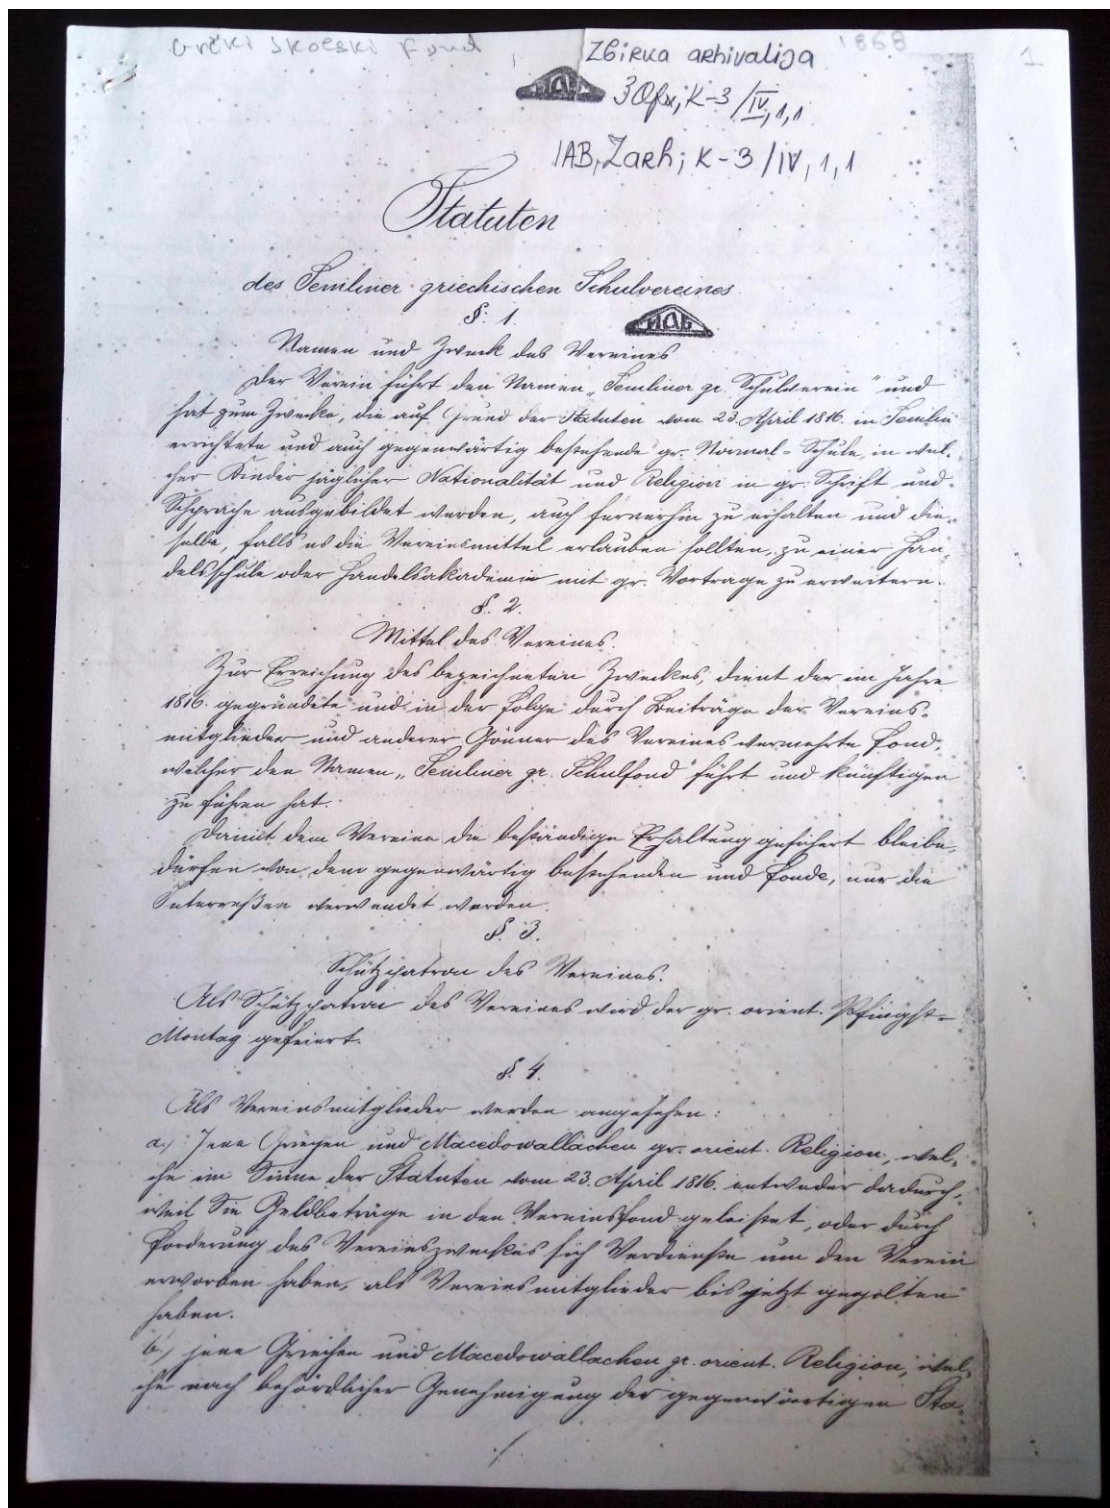 Grčki školski fond
1868
1
Zbirka arhivalija
IAB
ЗАрх, K-3/IV, 1, 1
IAB, Zarh; K-3/IV, 1, 1
Statuten
des Semliner griechischen Schulvereines.
§. 1.
ИАБ
Namen und Zweck des Vereines
Der Verein führt den Namen „Semliner gr. Schulverein" und
hat zum Zwecke, die auf Grund der Statuten vom 23. April 1816. in Semlin
errichtete und auch gegenwärtig bestehende gr. Normal-Schule, in wel-
cher Kinder jeglicher Nationalität und Religion in gr. Schrift und
Sprache ausgebildet werden, auch fernerhin zu erhalten und die-
selbe, falls es die Vereinsmittel erlauben sollten, zu einer Han-
delsschule oder Handelsakademie mit gr. Vortrage zu erweitern.
§. 2.
Mittel des Vereines.
Zur Erreichung des bezeichneten Zweckes, dient der im Jahre
1816. gegründete und in der Folge durch Beiträge der Vereins-
mitglieder und anderer Gönner des Vereines vermehrte Fond,
welcher den Namen „Semliner gr. Schulfond" führt und künftigen
zu führen hat.
Damit dem Vereine die beständige Erhaltung gesichert bleibe,
dürfen von dem gegenwärtig bestehenden und Fonde, nur die
Interessen verwendet werden.
§. 3.
Schutzpatron des Vereines.
Als Schutzpatron des Vereines wird der gr. orient. Pfingst-
Montag gefeiert.
§. 4.
Als Vereinsmitglieder werden angesehen:
a.) Jene Griechen und Macedowallachen gr. orient. Religion, wel-
che im Sinne der Statuten vom 23. April 1816. entweder dadurch,
weil Sie Geldbeträge in den Vereinsfond geleistet, oder durch
Förderung des Vereinszweckes sich Verdienste um den Verein
erworben haben, als Vereinsmitglieder bis jetzt gegolten
haben.
b.) jene Griechen und Macedowallachen gr. orient. Religion, wel-
che nach behördlicher Genehmigung der gegenwärtigen Sta-